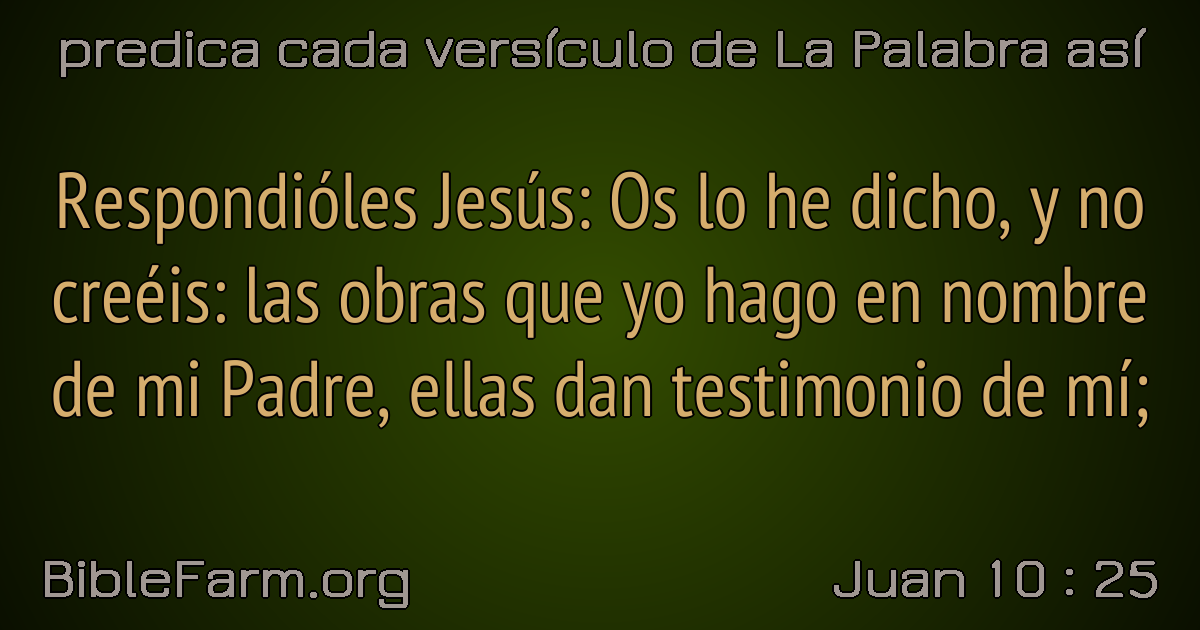 predica cada versículo de La Palabra así
Respondióles Jesús: Os lo he dicho, y no
creéis: las obras que yo hago en nombre
de mi Padre, ellas dan testimonio de mí;
BibleFarm.org
Juan 10 : 25